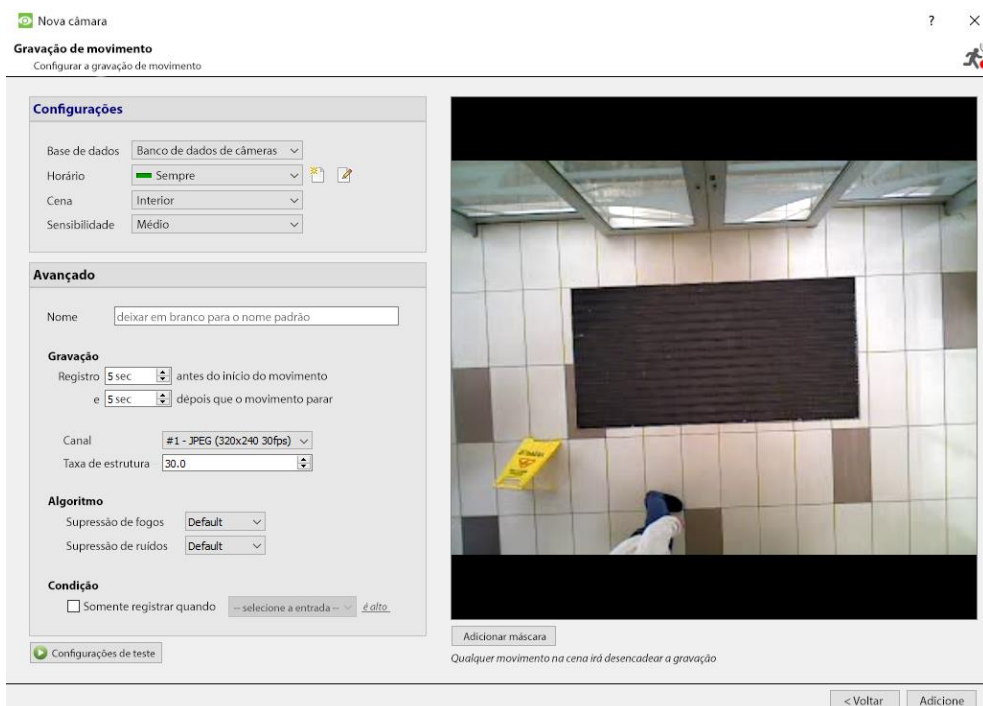 Nova câmara
?
Gravação de movimento
Configurar a gravação de movimento
Configurações
Base de dados Banco de dados de câmeras
Horário Sempre
Cena Interior
Sensibilidade Médio
Avançado
Nome deixar em branco para o nome padrão
Gravação
Registro 5 sec antes do início do movimento
e 5 sec dépois que o movimento parar
Canal #1 - JPEG (320x240 30fps)
Taxa de estrutura 30.0
Algoritmo
Supressão de fogos Default
Supressão de ruídos Default
Condição
Somente registrar quando -- selecione a entrada -- é alto
Configurações de teste
Adicionar máscara
Qualquer movimento na cena irá desencadear a gravação
< Voltar Adicione